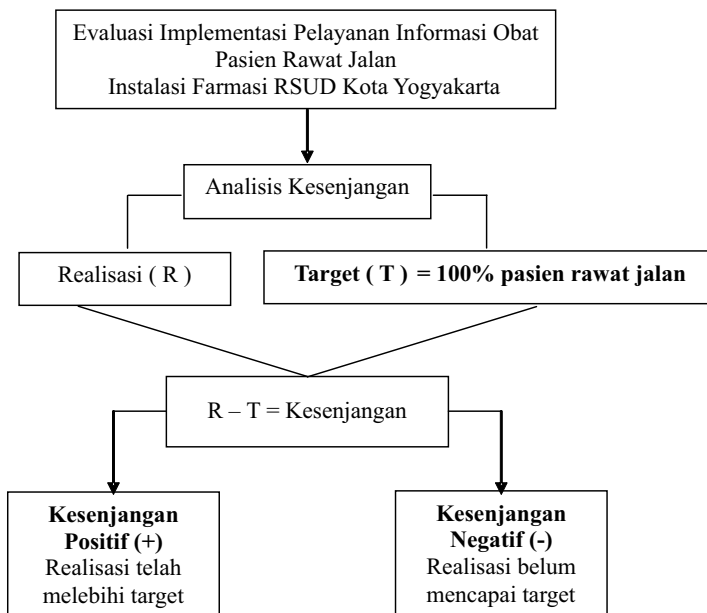 Evaluasi Implementasi Pelayanan Informasi Obat
Pasien Rawat Jalan
Instalasi Farmasi RSUD Kota Yogyakarta
Analisis Kesenjangan
Realisasi ( R )
Target ( T ) = 100% pasien rawat jalan
R – T = Kesenjangan
Kesenjangan
Positif (+)
Realisasi telah
melebihi target
Kesenjangan
Negatif (-)
Realisasi belum
mencapai target